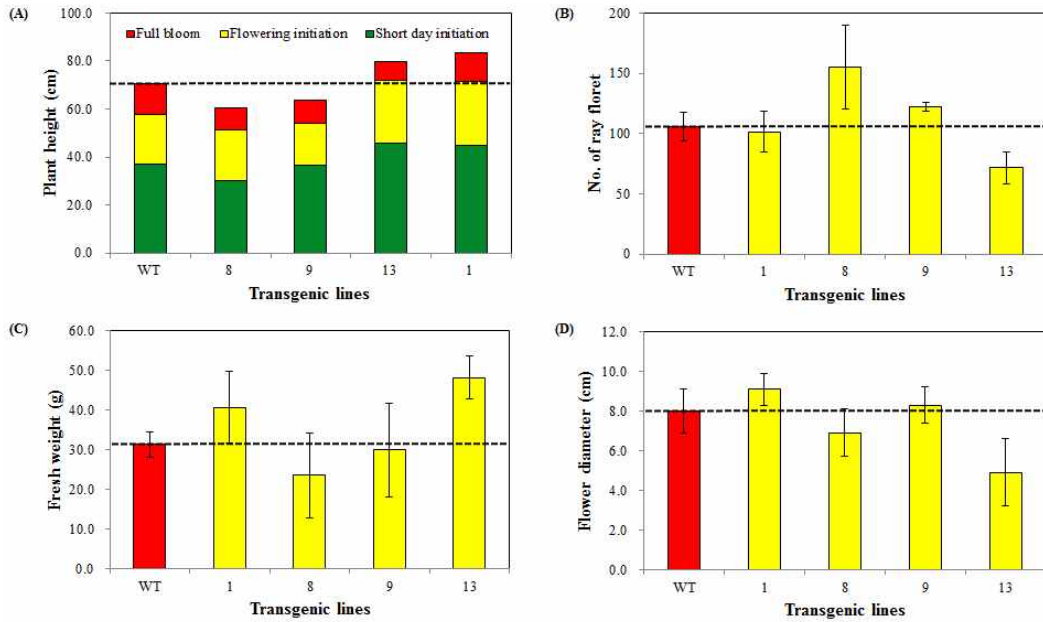 (A)
100.0
80.0
60.0
40.0
20.0
0.0
Plant height (cm)
Full bloom Flowering initiation Short day initiation
WT 8 9 13 1
Transgenic lines
(B)
200
150
100
50
0
No. of ray floret
WT 1 8 9 13
Transgenic lines
(C)
60.0
50.0
40.0
30.0
20.0
10.0
0.0
Fresh weight (g)
WT 1 8 9 13
Transgenic lines
(D)
12.0
10.0
8.0
6.0
4.0
2.0
0.0
Flower diameter (cm)
WT 1 8 9 13
Transgenic lines